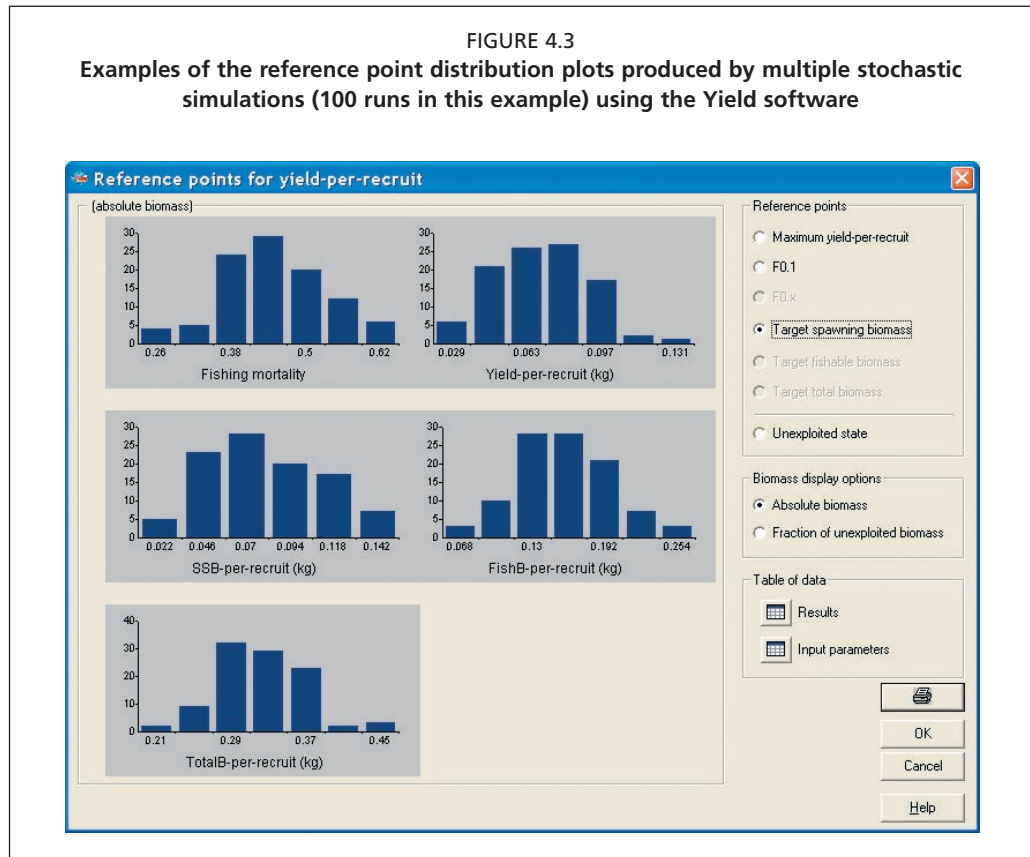 FIGURE 4.3
Examples of the reference point distribution plots produced by multiple stochastic
simulations (100 runs in this example) using the Yield software
Reference points for yield-per-recruit
(absolute biomass)
30
25
20
15
10
5
0
0.26 0.38 0.5 0.62
Fishing mortality
30
25
20
15
10
5
0
0.029 0.063 0.097 0.131
Yield-per-recruit (kg)
30
25
20
15
10
5
0
0.022 0.046 0.07 0.094 0.118 0.142
SSB-per-recruit (kg)
30
25
20
15
10
5
0
0.068 0.13 0.192 0.254
FishB-per-recruit (kg)
40
30
20
10
0
0.21 0.29 0.37 0.45
TotalB-per-recruit (kg)
Reference points
Maximum yield-per-recruit
F0.1
F0.x
Target spawning biomass
Target fishable biomass
Target total biomass
Unexploited state
Biomass display options
Absolute biomass
Fraction of unexploited biomass
Table of data
Results
Input parameters
OK
Cancel
Help